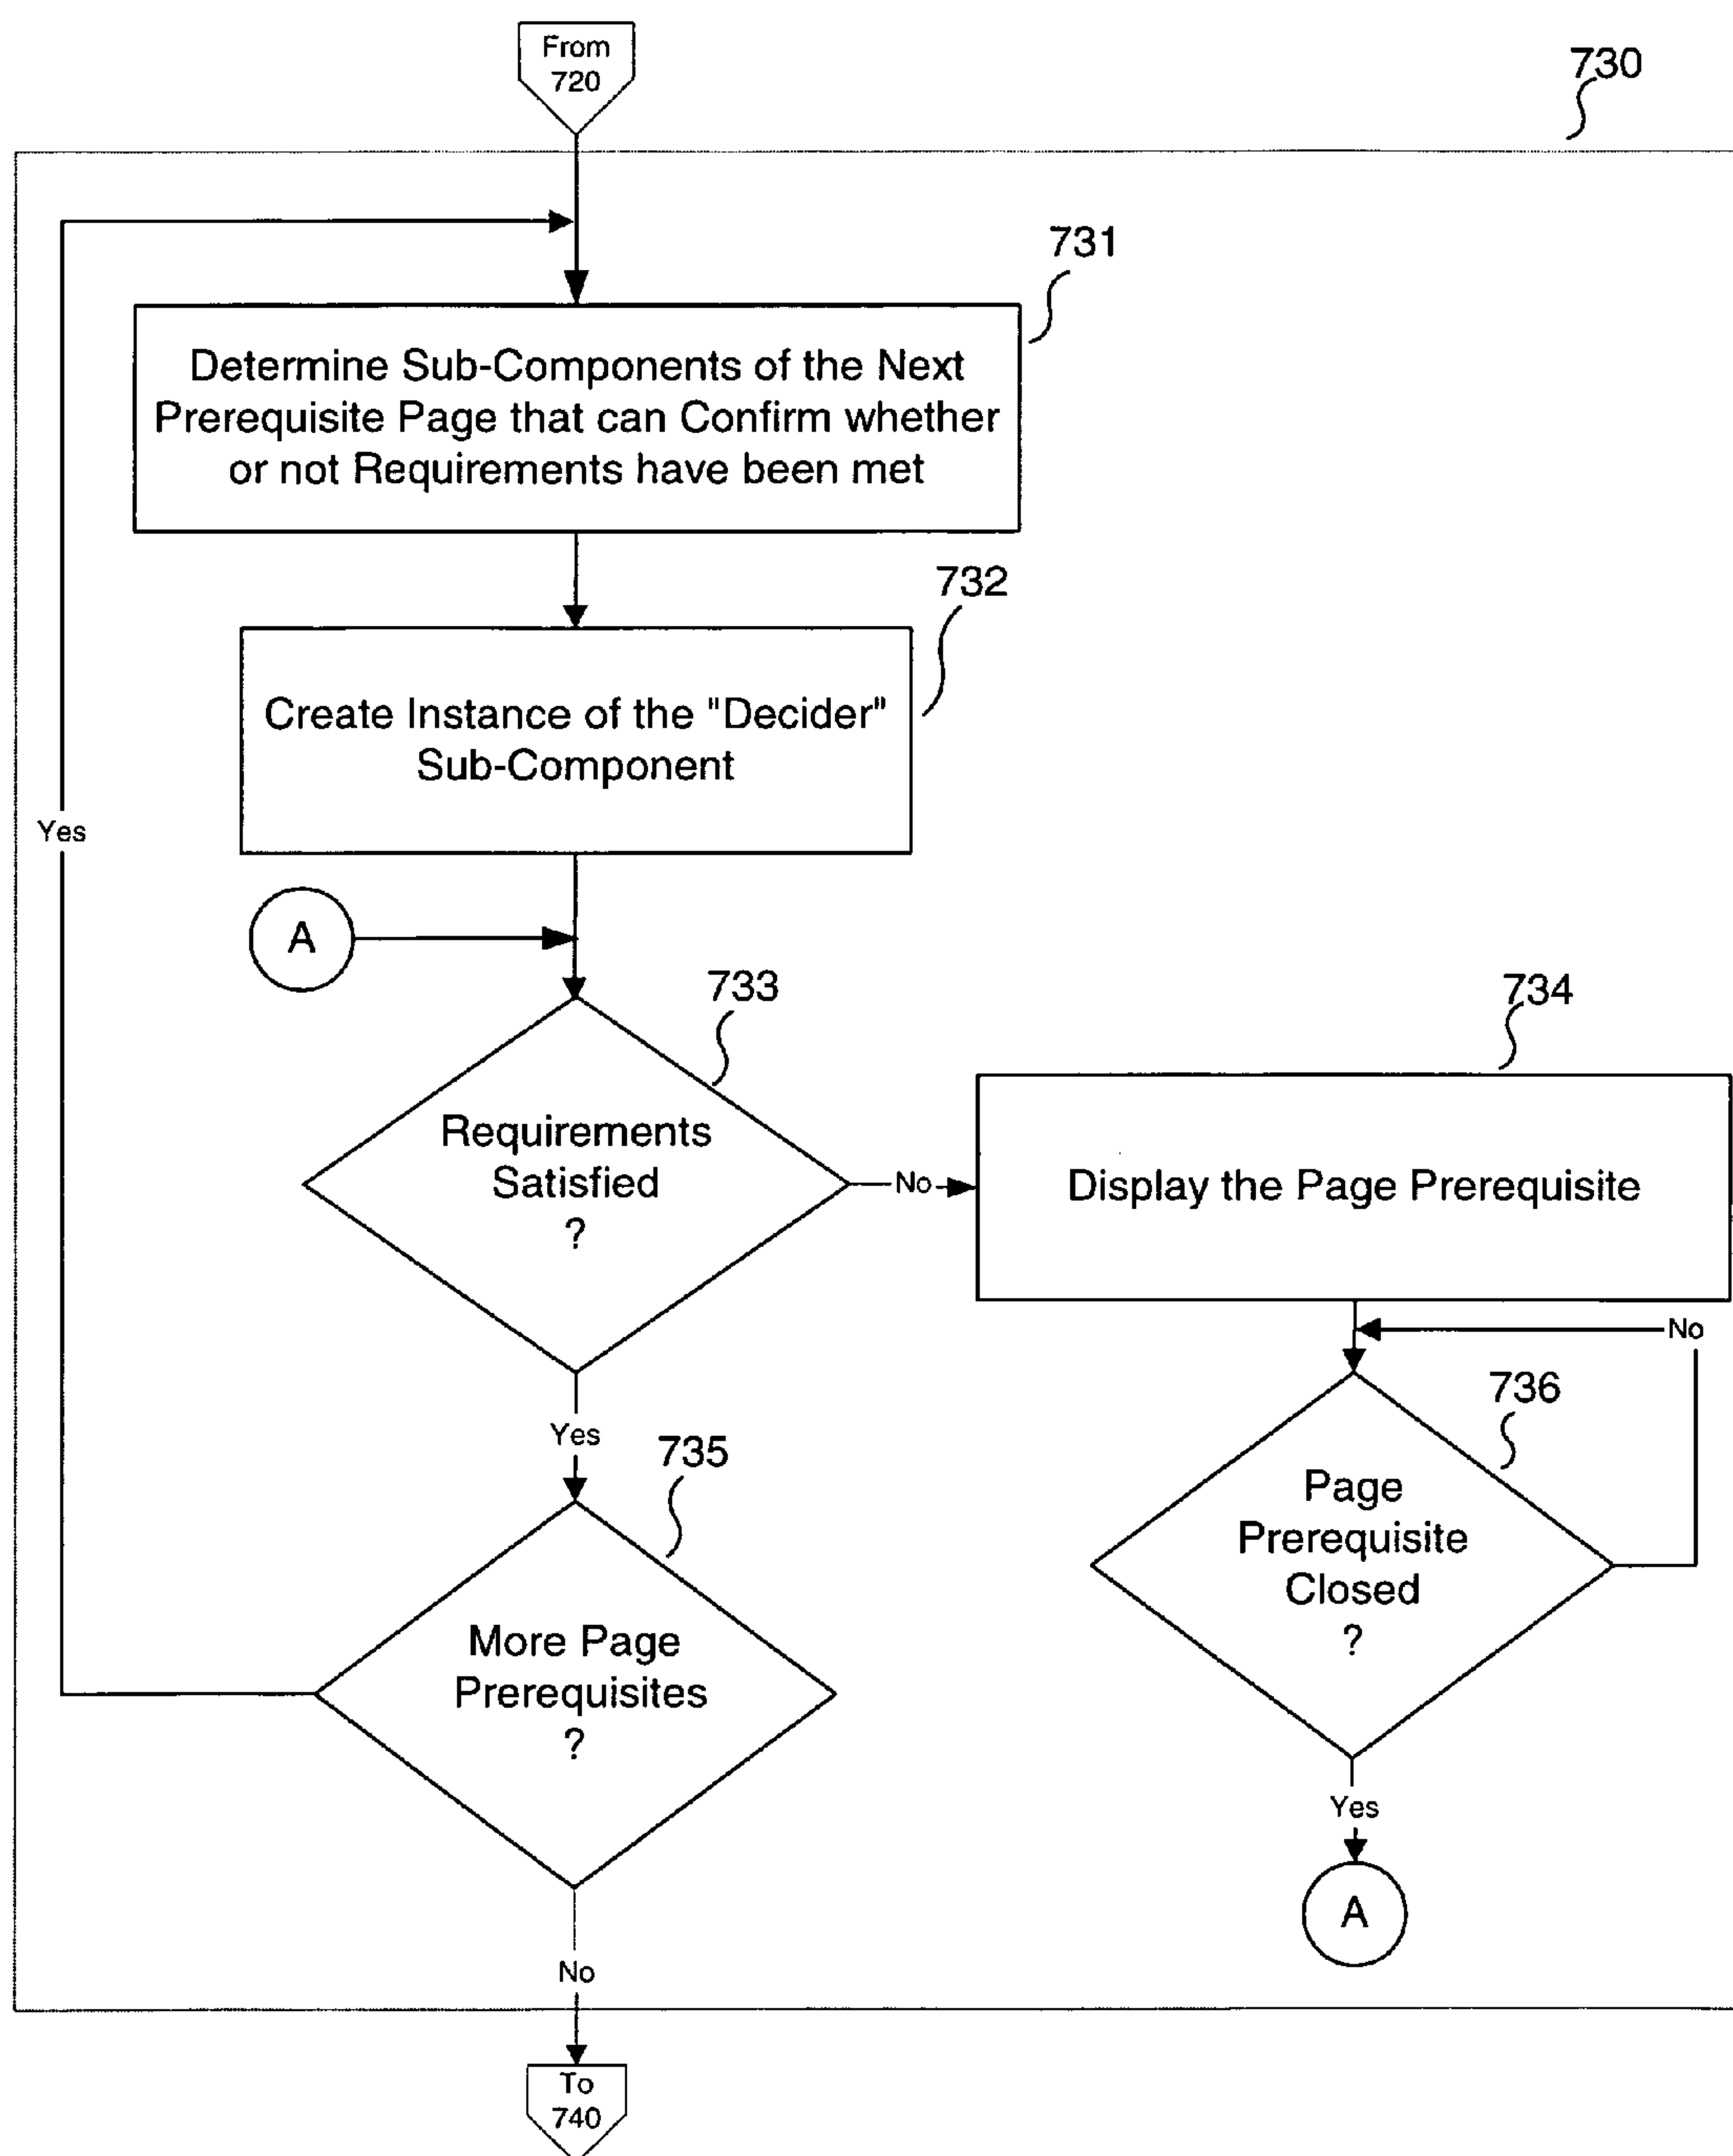 From
720
730
731
Determine Sub-Components of the Next
Prerequisite Page that can Confirm whether
or not Requirements have been met
732
Create Instance of the "Decider"
Sub-Component
Yes
A
733
Requirements
Satisfied
?
No
734
Display the Page Prerequisite
No
736
Page
Prerequisite
Closed
?
Yes
A
Yes
735
More Page
Prerequisites
?
No
To
740